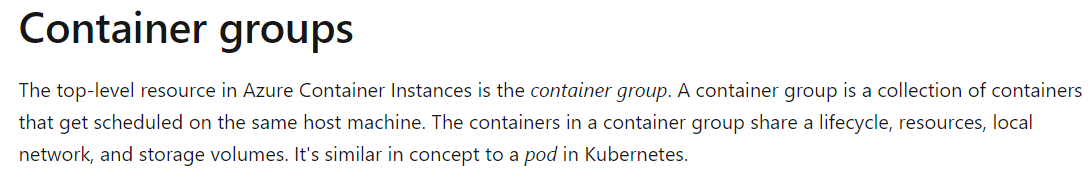 Container groups
The top-level resource in Azure Container Instances is the container group. A container group is a collection of containers
that get scheduled on the same host machine. The containers in a container group share a lifecycle, resources, local
network, and storage volumes. It's similar in concept to a pod in Kubernetes.